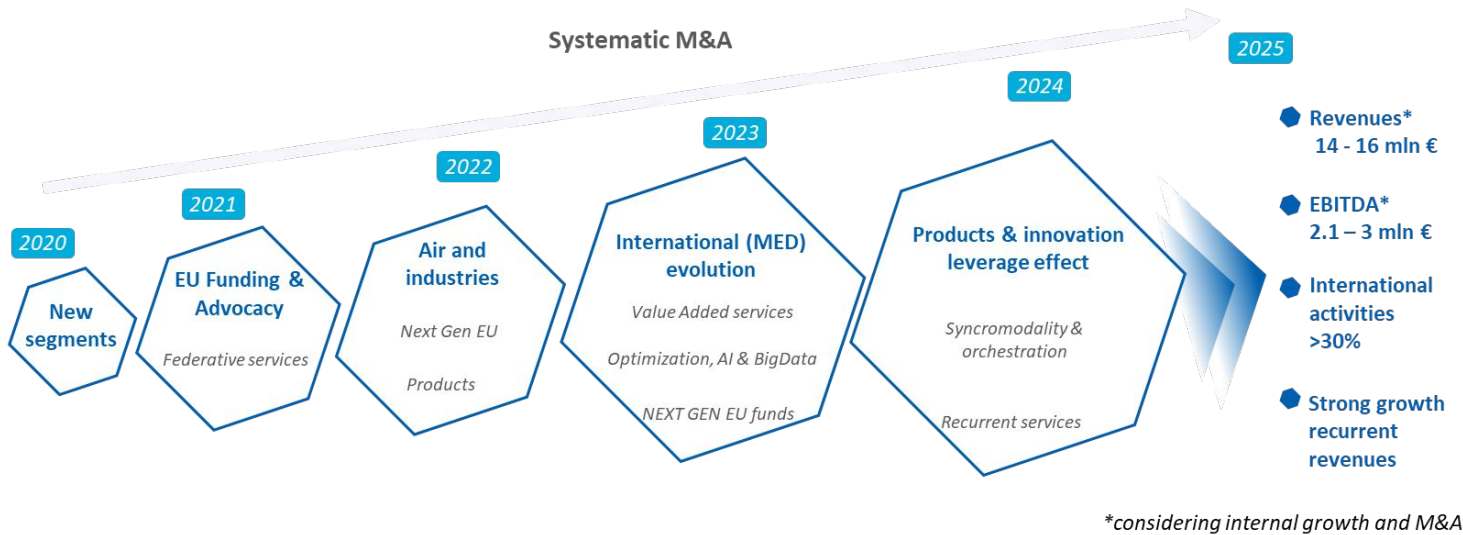 Systematic M&A
2020
New
segments
2021
EU Funding &
Advocacy
Federative services
2022
Air and
industries
Next Gen EU
Products
2023
International (MED)
evolution
Value Added services
Optimization, AI & BigData
NEXT GEN EU funds
2024
Products & innovation
leverage effect
Syncromodality &
orchestration
Recurrent services
2025
Revenues*
14 - 16 mln €
EBITDA*
2.1 – 3 mln €
International
activities
>30%
Strong growth
recurrent
revenues
*considering internal growth and M&A